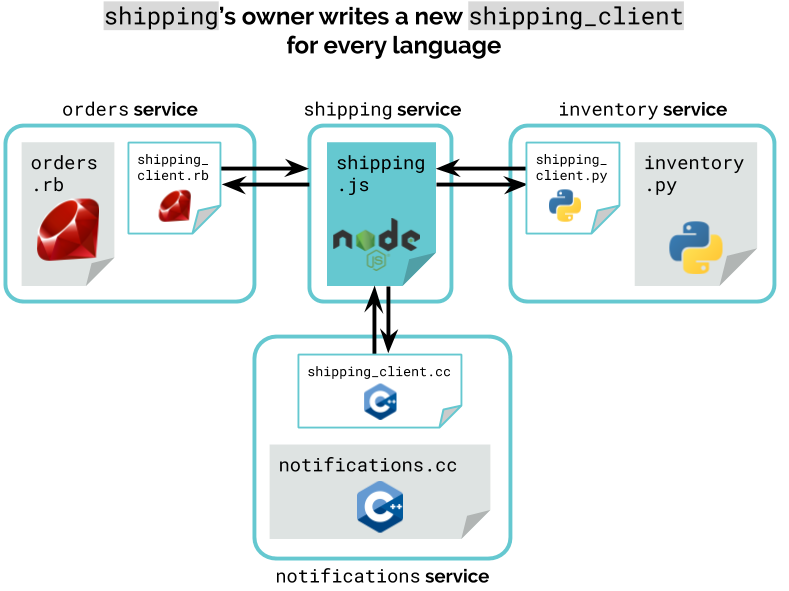 shipping’s owner writes a new shipping_client
for every language
orders service
shipping service
inventory service
orders
.rb
shipping_
client.rb
shipping
.js
node
JS
shipping_
client.py
inventory
.py
shipping_client.cc
C++
notifications.cc
C++
notifications service